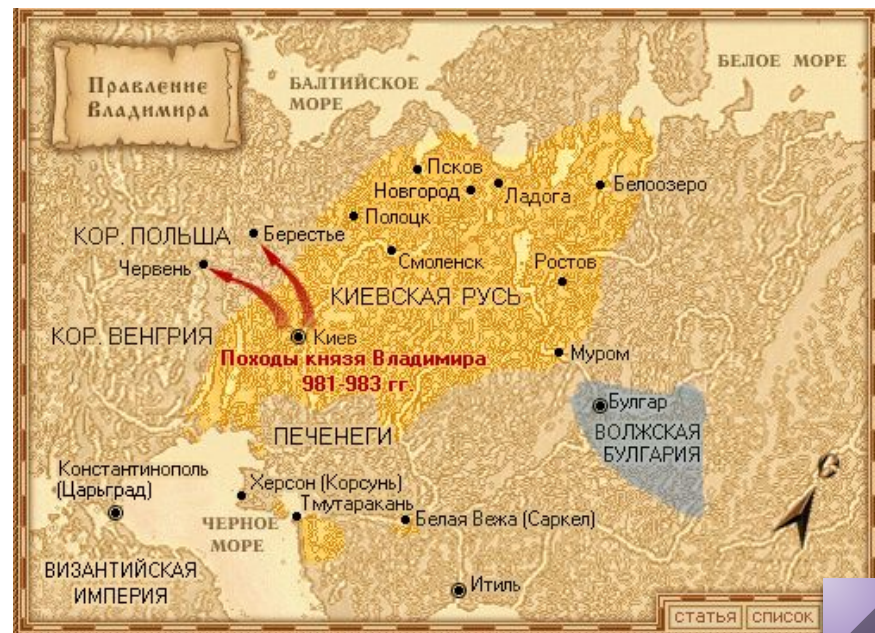 Правление
Владимира
БАЛТИЙСКОЕ
МОРЕ
БЕЛОЕ МОРЕ
Псков
Новгород
Ладога
Белоозеро
Полоцк
Берестье
КОР. ПОЛЬША
Червень
Смоленск
Ростов
КИЕВСКАЯ РУСЬ
КОР. ВЕНГРИЯ
Киев
Походы князя Владимира
981-983 гг.
Муром
Булгар
ВОЛЖСКАЯ
БУЛГАРИЯ
ПЕЧЕНЕГИ
Константинополь
(Царьград)
Херсон (Корсунь)
Тмутаракань
Белая Вежа (Саркел)
ЧЕРНОЕ
МОРЕ
С
ВИЗАНТИЙСКАЯ
ИМПЕРИЯ
Итиль
статья
список